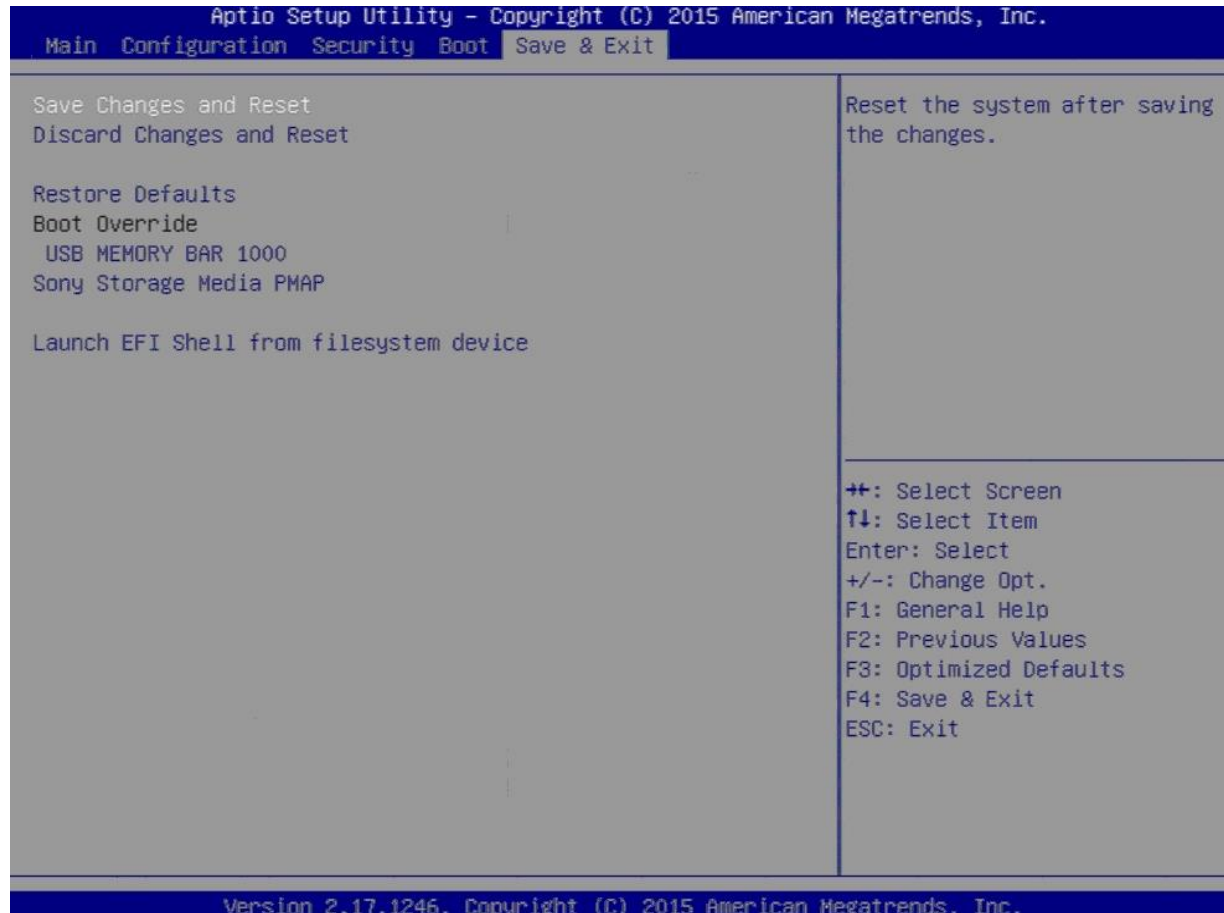 Aptio Setup Utility – Copyright (C) 2015 American Megatrends, Inc.
Main Configuration Security Boot Save & Exit
Save Changes and Reset
Discard Changes and Reset
Restore Defaults
Boot Override
USB MEMORY BAR 1000
Sony Storage Media PMAP
Launch EFI Shell from filesystem device
Reset the system after saving
the changes.
→←: Select Screen
↑↓: Select Item
Enter: Select
+/-: Change Opt.
F1: General Help
F2: Previous Values
F3: Optimized Defaults
F4: Save & Exit
ESC: Exit
Version 2.17.1246. Copyright (C) 2015 American Megatrends, Inc.